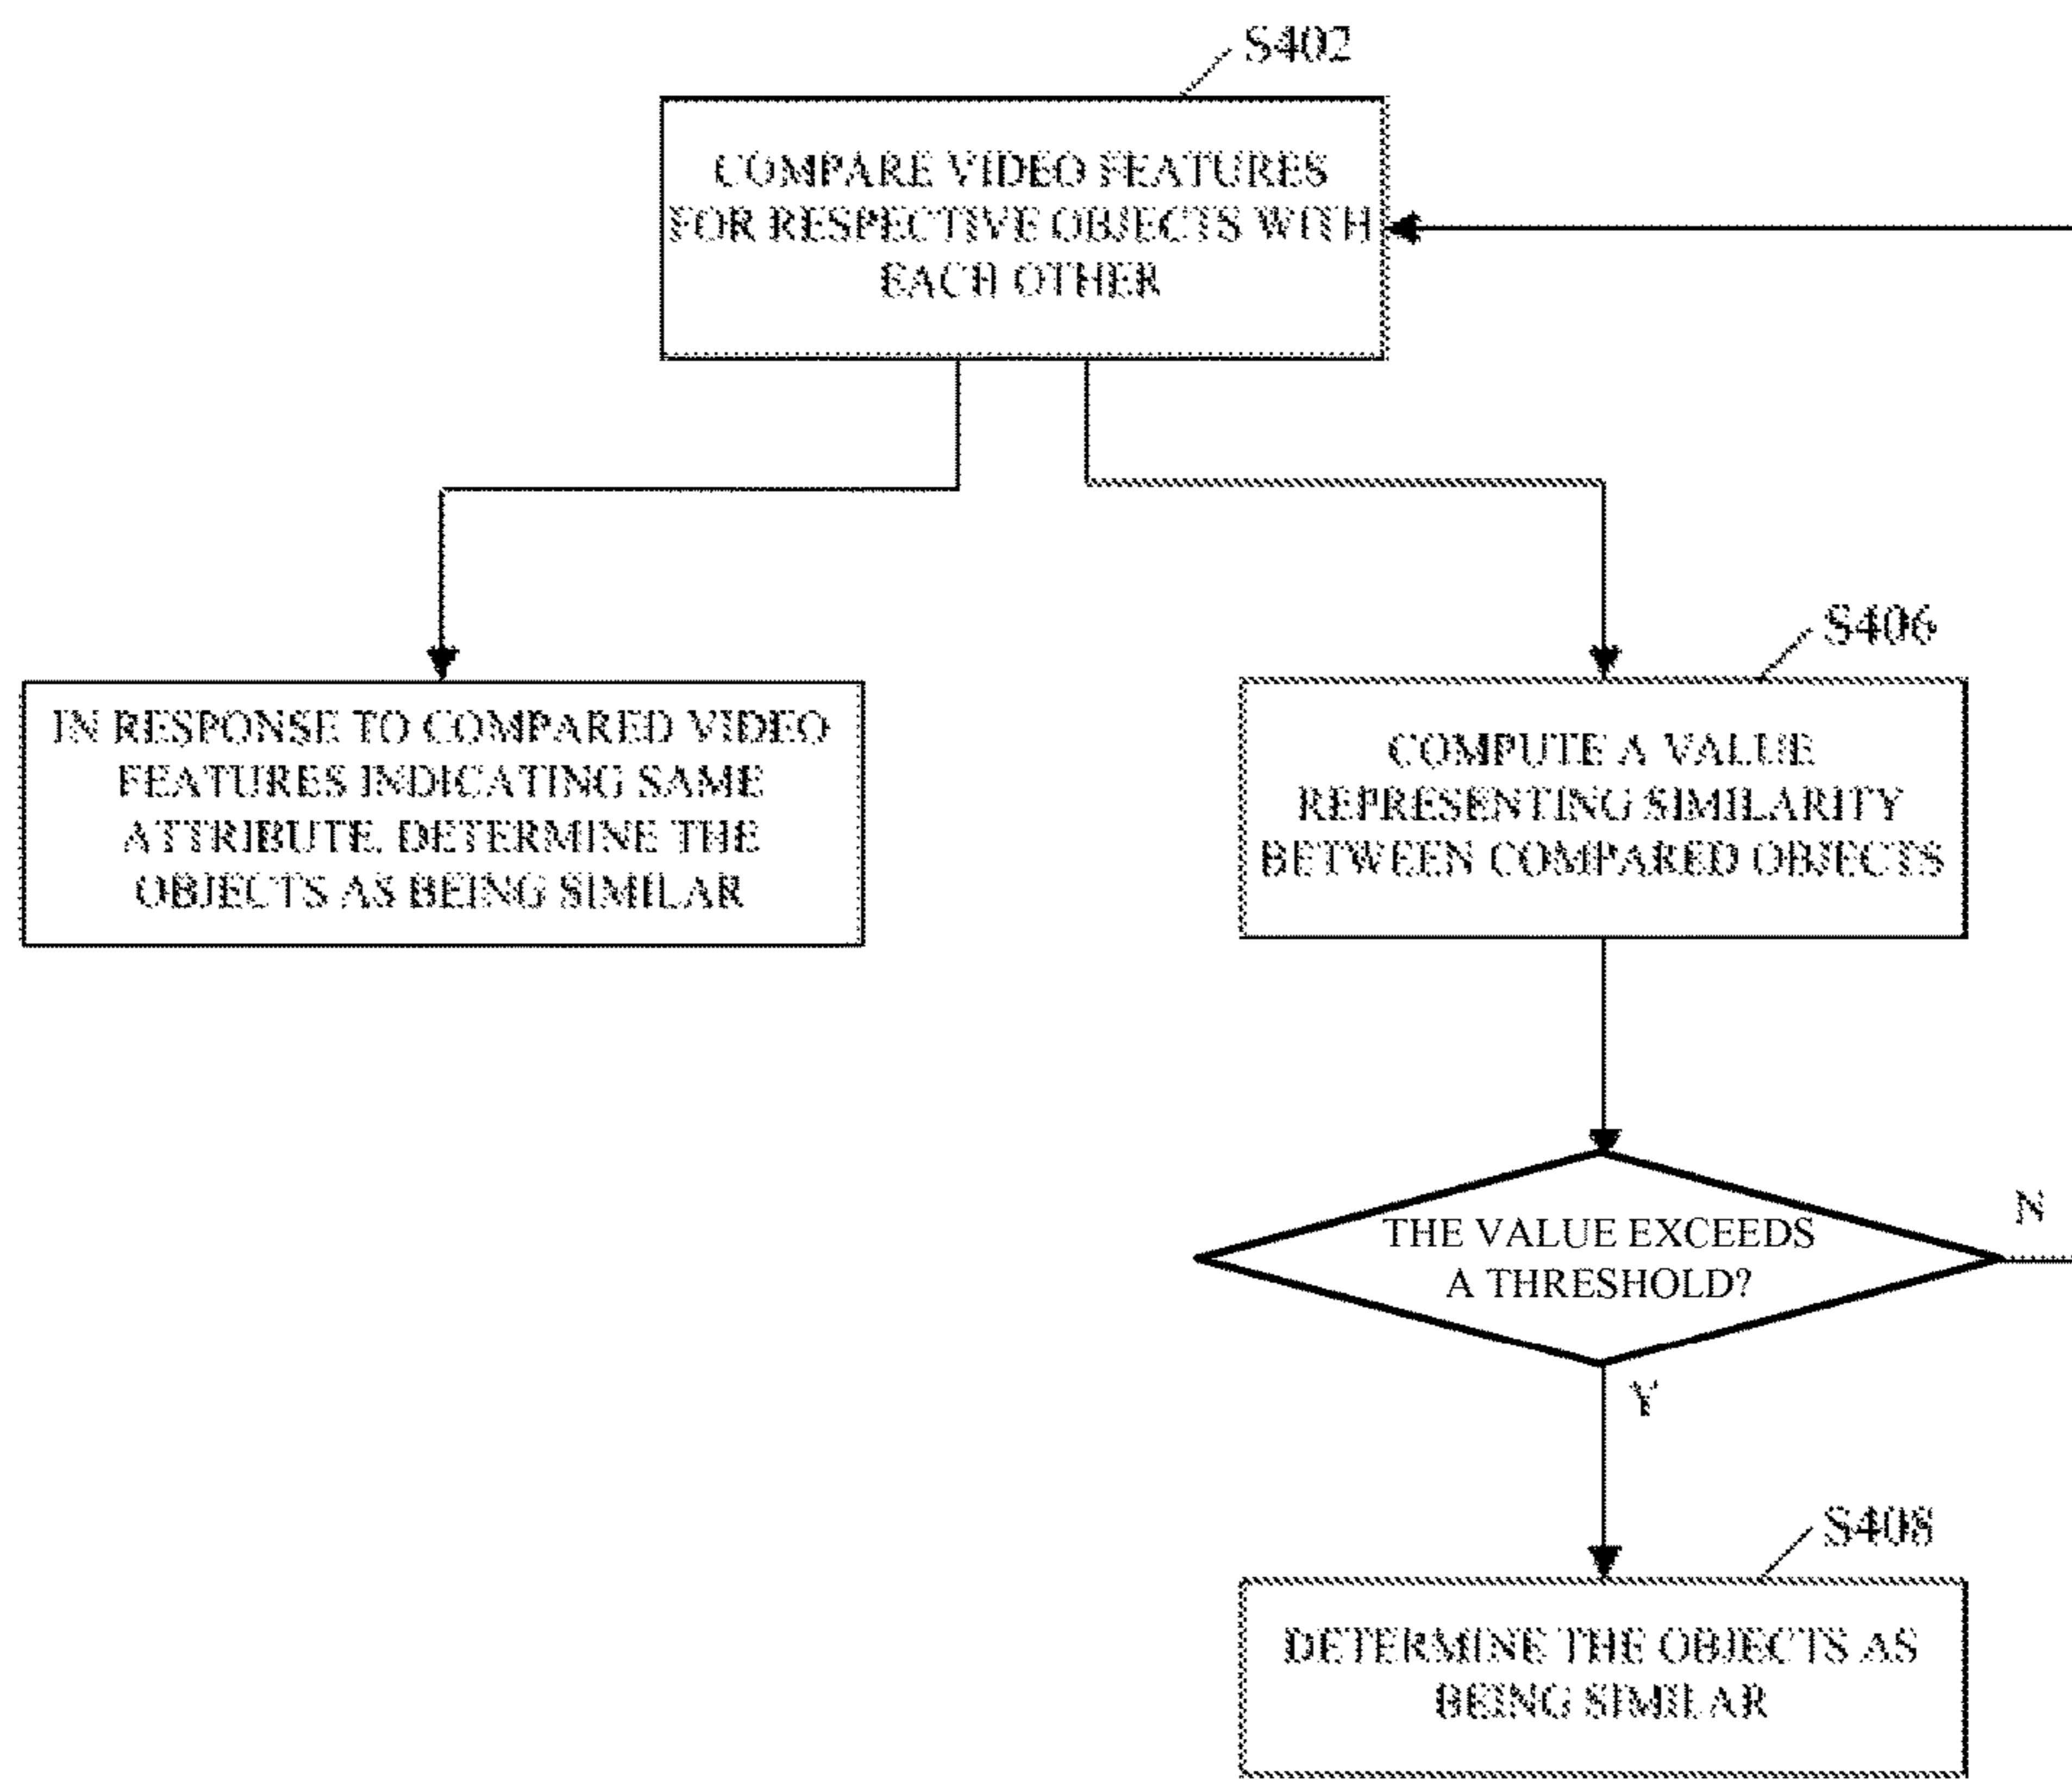 S402
COMPARE VIDEO FEATURES
FOR RESPECTIVE OBJECTS WITH
EACH OTHER
IN RESPONSE TO COMPARED VIDEO
FEATURES INDICATING SAME
ATTRIBUTE, DETERMINE THE
OBJECTS AS BEING SIMILAR
S406
COMPUTE A VALUE
REPRESENTING SIMILARITY
BETWEEN COMPARED OBJECTS
THE VALUE EXCEEDS
A THRESHOLD?
N
Y
S408
DETERMINE THE OBJECTS AS
BEING SIMILAR